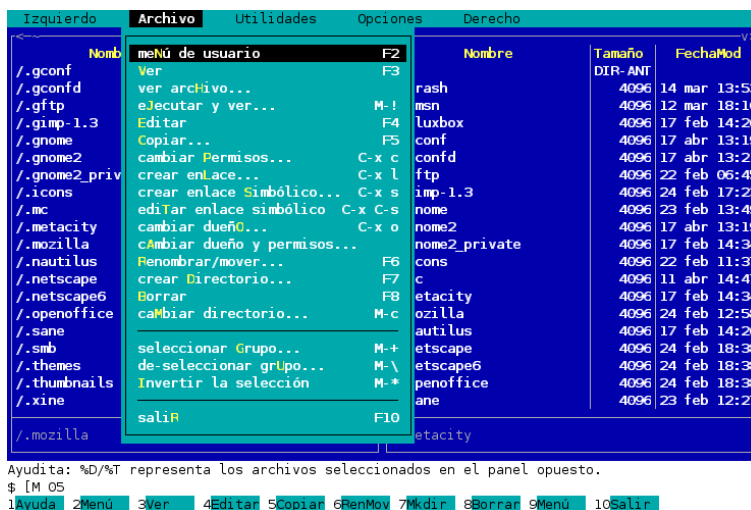 Izquierdo Archivo Utilidades Opciones Derecho
Nomb meNú de usuario F2 Nombre Tamaño FechaMod
/.gconf Ver F3 DIR-ANT
/.gconfd ver arcHivo... rash 4096 14 mar 13:5
/.gftp eJecutar y ver... M-! msn 4096 12 mar 18:1
/.gimp-1.3 Editar F4 luxbox 4096 17 feb 14:2
/.gnome Copiar... F5 conf 4096 17 abr 13:1
/.gnome2 cambiar Permisos... C-x c confd 4096 17 abr 13:2
/.gnome2_priv crear enLace... C-x l ftp 4096 22 feb 06:4
/.icons crear enlace Simbólico... C-x s imp-1.3 4096 24 feb 17:2
/.mc ediTar enlace simbólico C-x C-s nome 4096 23 feb 13:4
/.metacity cambiar dueñO... C-x o nome2 4096 17 abr 13:1
/.mozilla cAmbiar dueño y permisos... nome2_private 4096 17 feb 14:3
/.nautilus Renombrar/mover... F6 cons 4096 22 feb 11:3
/.netscape crear Directorio... F7 c 4096 11 abr 14:4
/.netscape6 Borrar F8 etacity 4096 17 feb 14:3
/.openoffice caMbiar directorio... M-c ozilla 4096 24 feb 12:5
/.sane autilus 4096 17 feb 14:2
/.smb seleccionar Grupo... M-+ etscape 4096 24 feb 18:3
/.themes de-seleccionar grUpo... M-\ etscape6 4096 24 feb 18:3
/.thumbnails Invertir la selección M-* penoffice 4096 24 feb 18:3
/.xine ane 4096 23 feb 12:2
saliR F10
/.mozilla etacity
Ayudita: %D/%T representa los archivos seleccionados en el panel opuesto.
$ [M 05
1Ayuda 2Menú 3Ver 4Editar 5Copiar 6RenMov 7Mkdir 8Borrar 9Menú 10Salir